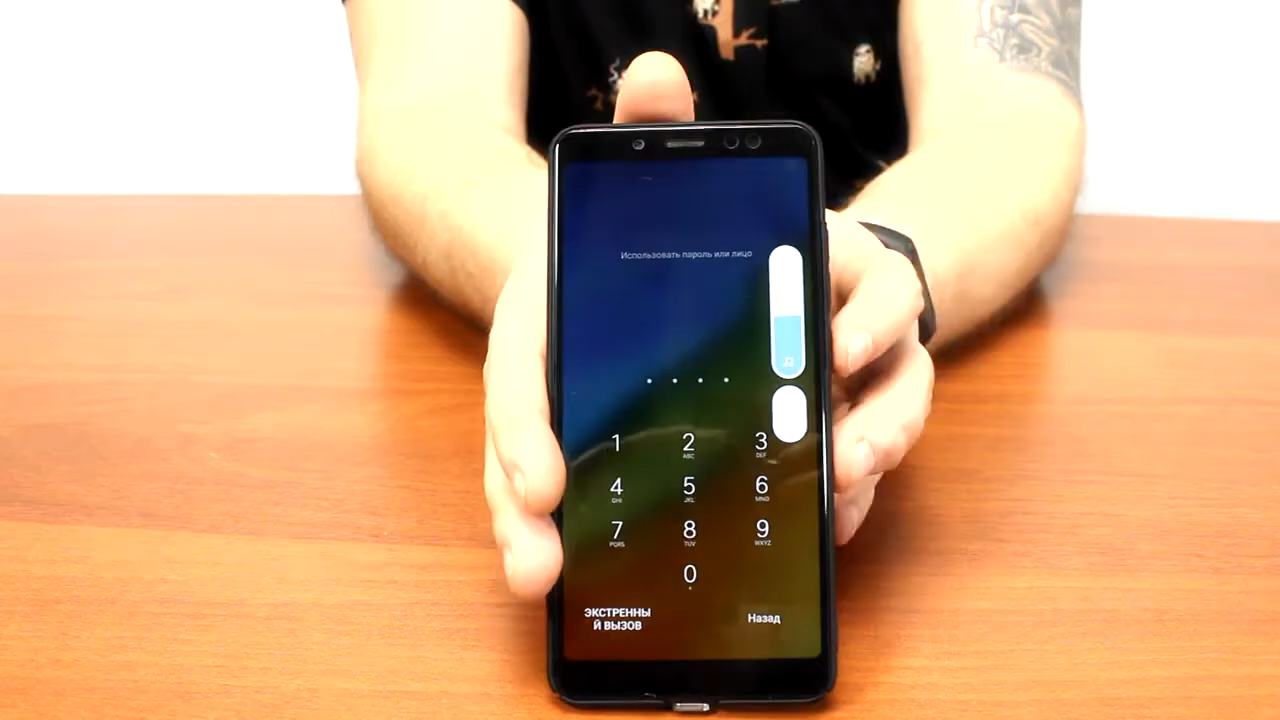 Использовать пароль или лицо
1
2
ABC
3
DEF
4
GHI
5
JKL
6
MNO
7
PQRS
8
TUV
9
WXYZ
0
+
ЭКСТРЕННЫ
Й ВЫЗОВ
Назад